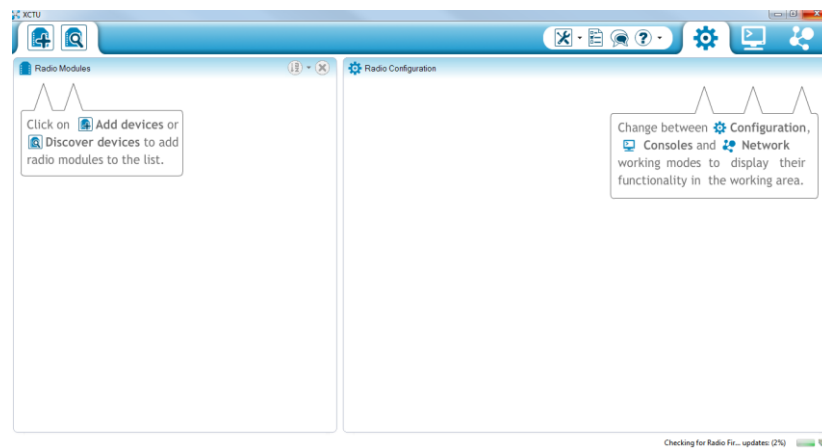 XCTU
Radio Modules
Radio Configuration
Click on Add devices or
Discover devices to add
radio modules to the list.
Change between Configuration,
Consoles and Network
working modes to display their
functionality in the working area.
Checking for Radio Fir... updates: (2%)